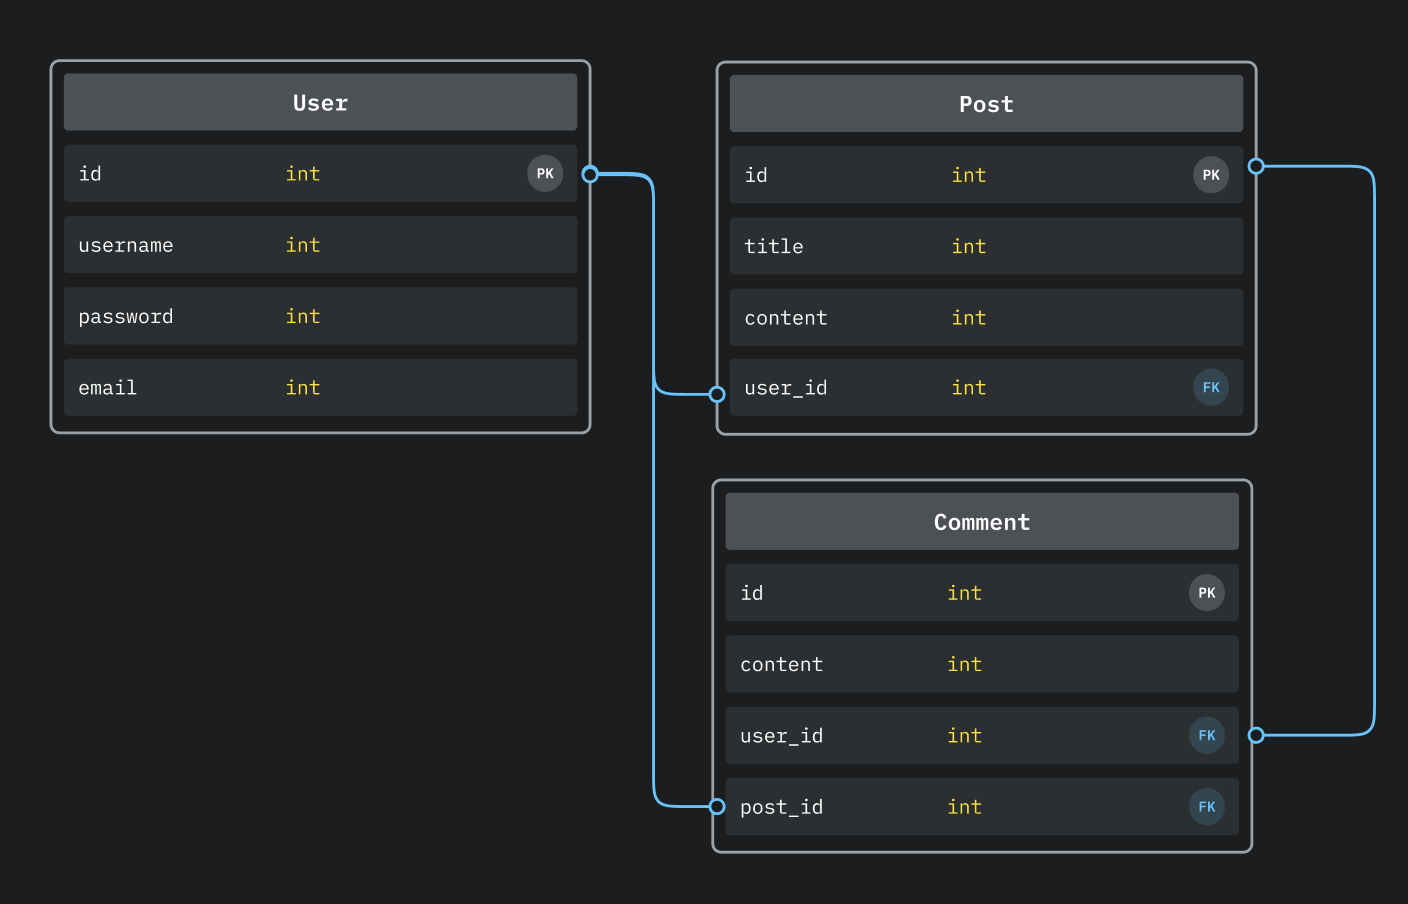 User
id int PK
username int
password int
email int
Post
id int PK
title int
content int
user_id int FK
Comment
id int PK
content int
user_id int FK
post_id int FK